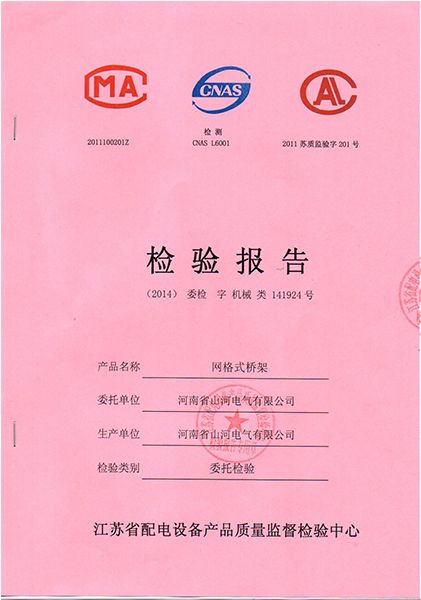 MA
CNAS
CAL
2011100201Z
检 测
CNAS L6001
2011 苏质监验字 201 号
检 验 报 告
（2014） 委检 字 机械 类 141924 号
产品名称 网格式桥架
委托单位 河南省山河电气有限公司
生产单位 河南省山河电气有限公司
检验类别 委托检验
江苏省配电设备产品质量监督检验中心